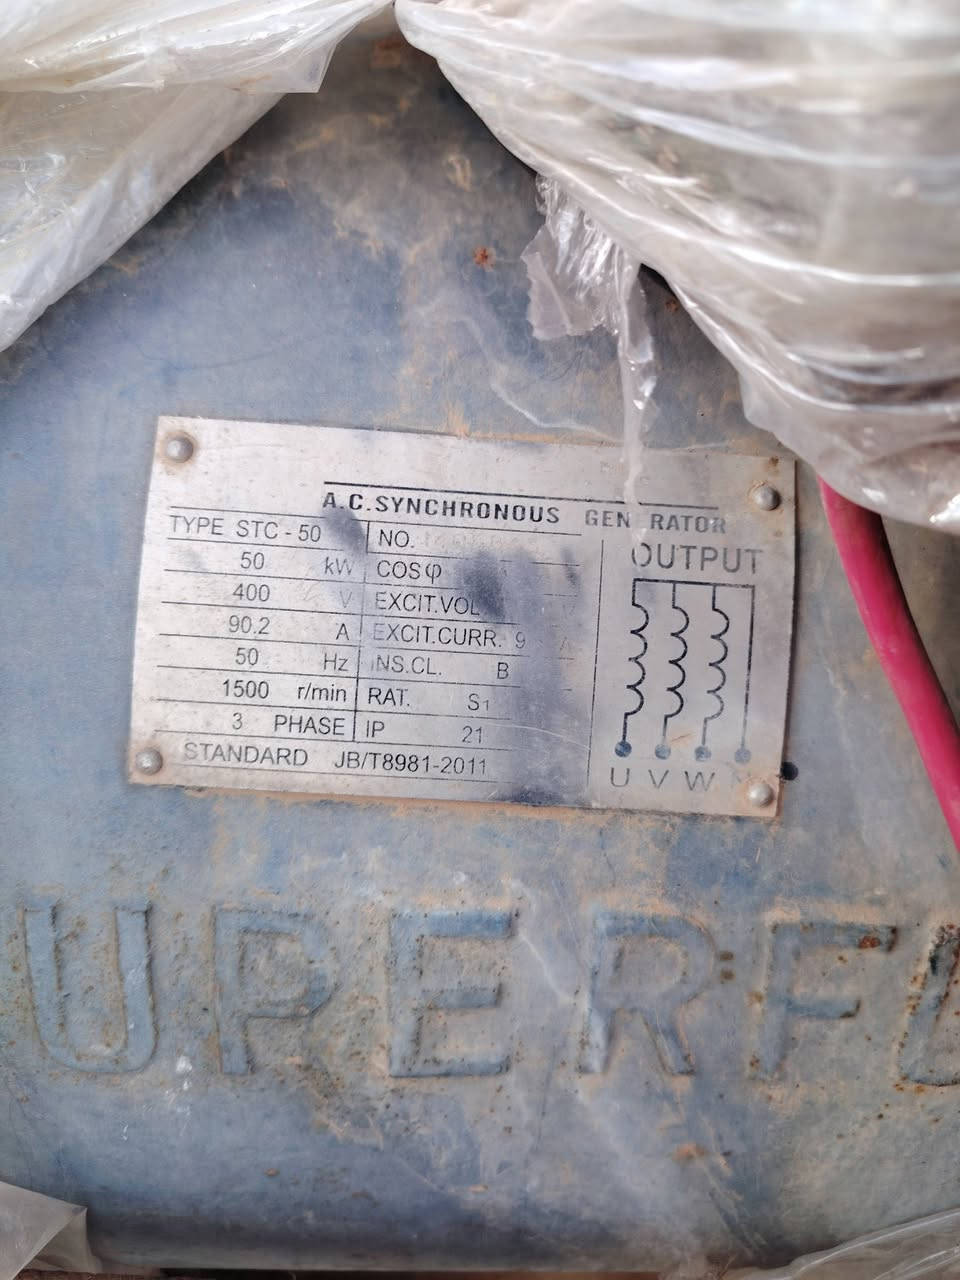 A.C.SYNCHRONOUS GENERATOR
TYPE STC-50
NO.
50 kW
COSφ
400 V
EXCIT.VOL
90.2 A
EXCIT.CURR. 9 A
50 Hz
INS.CL. B
1500 r/min
RAT. S1
3 PHASE
IP 21
STANDARD JB/T8981-2011
OUTPUT
U V W N
UPERF